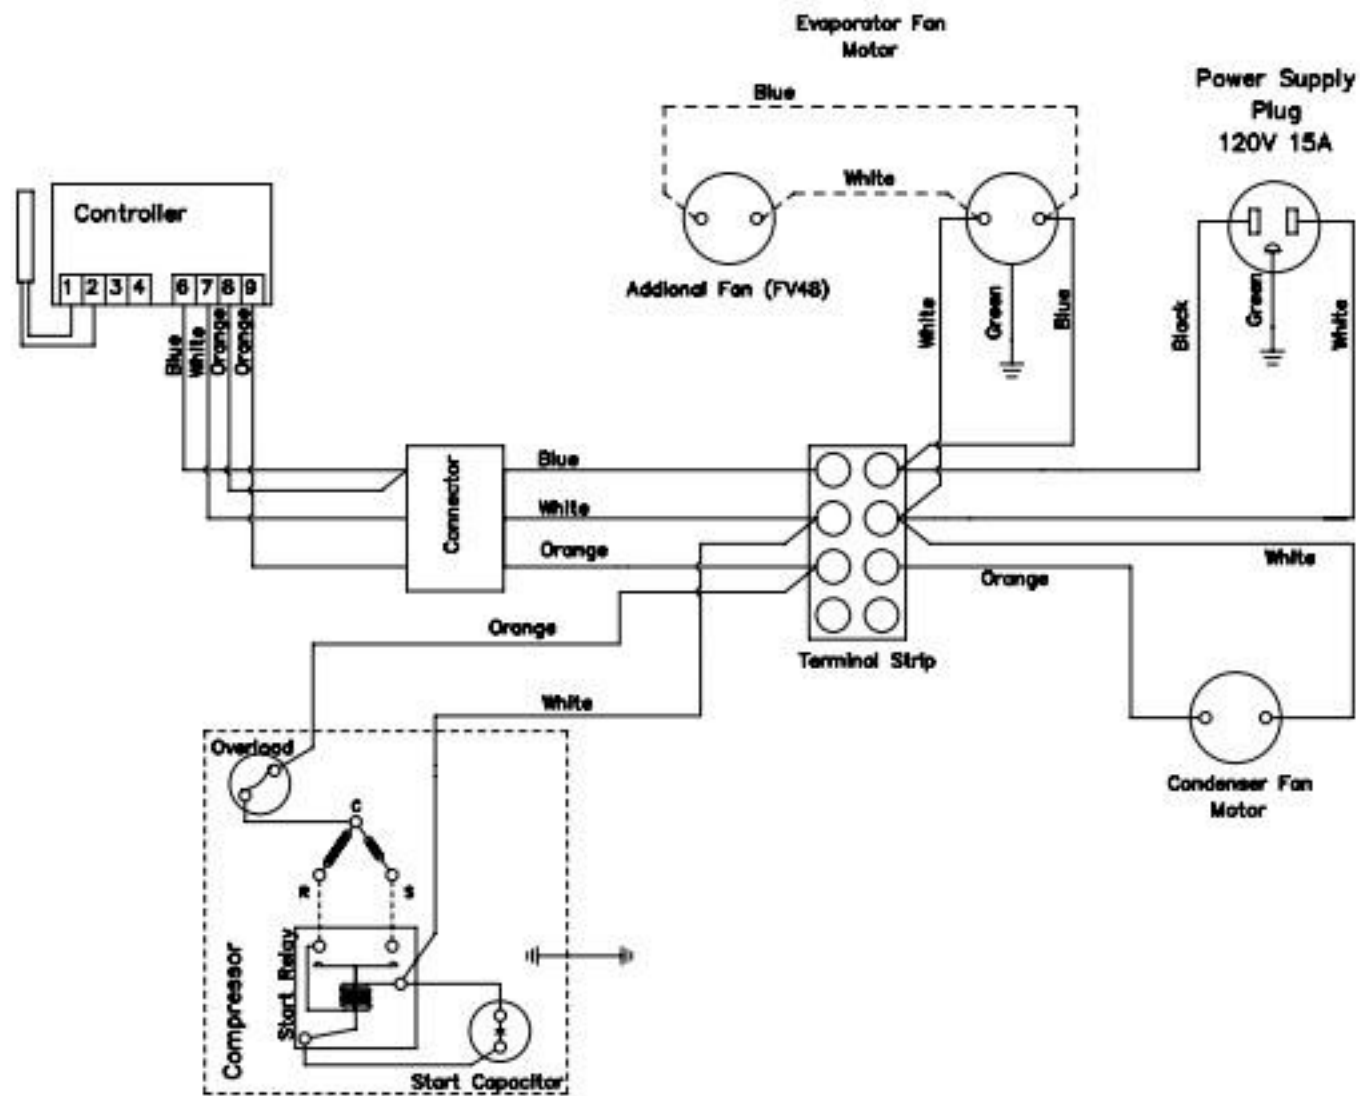 Evaporator Fan
Motor
Power Supply
Plug
120V 15A
Blue
White
Controller
1 2 3 4 6 7 8 9
Addional Fan (FV48)
Blue
White
Orange
Orange
White
Green
Blue
Black
Green
White
Connector
Blue
White
Orange
White
Orange
Orange
Terminal Strip
White
Overload
Condenser Fan
Motor
C
R
S
Start Relay
Compressor
Start Capacitor